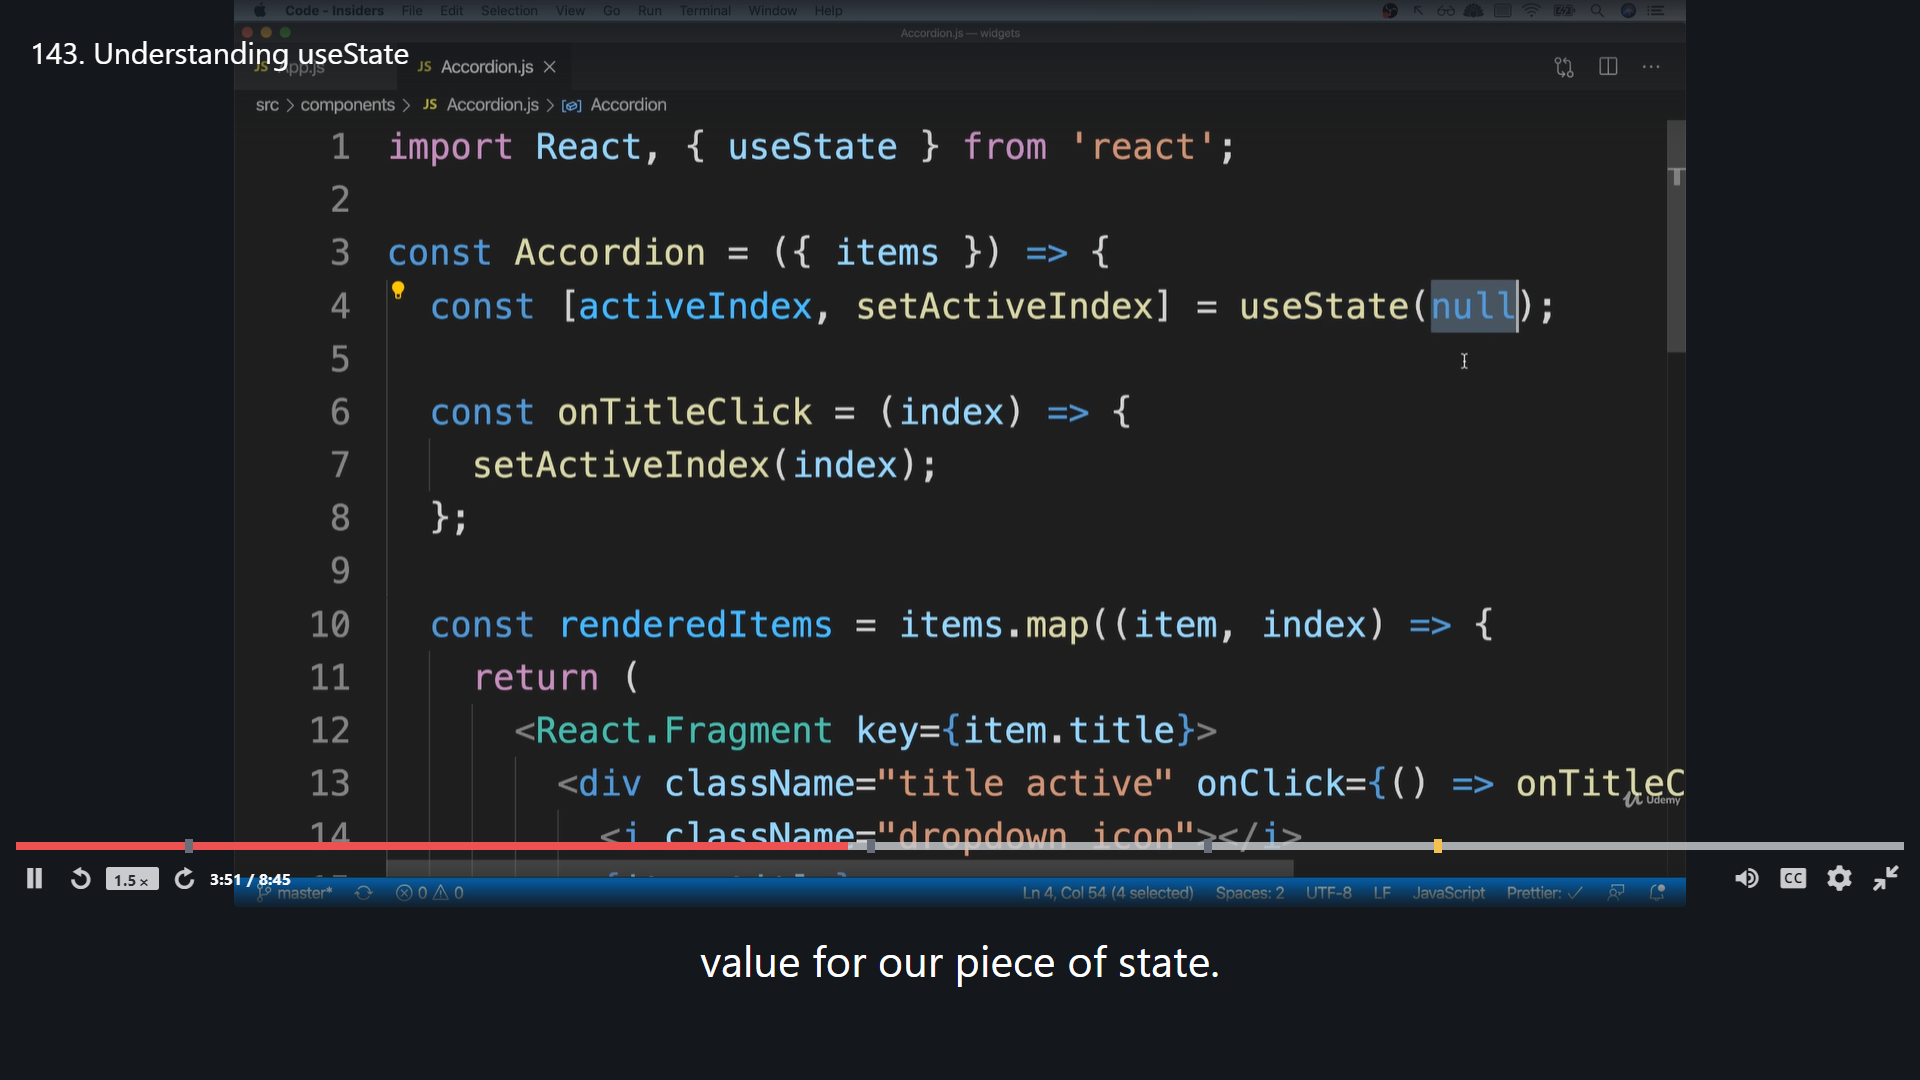 Code - Insiders File Edit Selection View Go Run Terminal Window Help
Accordion.js — widgets
143. Understanding useState
JS App.js JS Accordion.js
src > components > JS Accordion.js > Accordion
1 import React, { useState } from 'react';
2
3 const Accordion = ({ items }) => {
4 const [activeIndex, setActiveIndex] = useState(null);
5
6 const onTitleClick = (index) => {
7 setActiveIndex(index);
8 };
9
10 const renderedItems = items.map((item, index) => {
11 return (
12 <React.Fragment key={item.title}>
13 <div className="title active" onClick={() => onTitleC
Udemy
14 <i className="dropdown icon"></i>
1.5 × 3:51 / 8:45 CC
master* 0 0 Ln 4, Col 54 (4 selected) Spaces: 2 UTF-8 LF JavaScript Prettier: ✓
value for our piece of state.